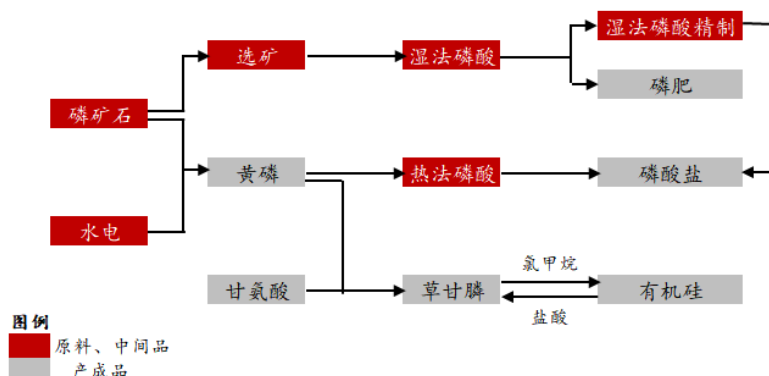 选矿
湿法磷酸
湿法磷酸精制
磷肥
磷矿石
黄磷
热法磷酸
磷酸盐
水电
甘氨酸
草甘膦
氯甲烷
盐酸
有机硅
图例
原料、中间品
产成品